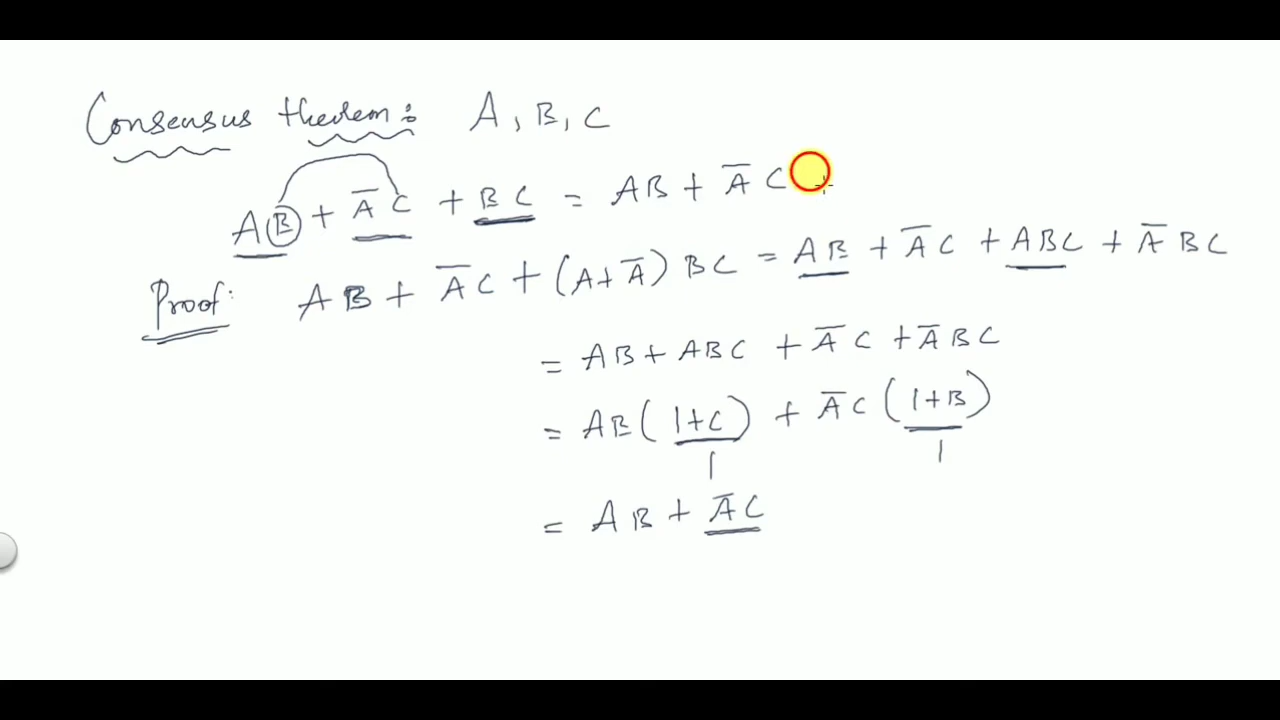 Consensus theorem: A, B, C
AB + A̅C + BC = AB + A̅C
Proof: AB + A̅C + (A+A̅)BC = AB + A̅C + ABC + A̅BC
= AB + ABC + A̅C + A̅BC
= AB(1+C) + A̅C(1+B)
1 1
= AB + A̅C